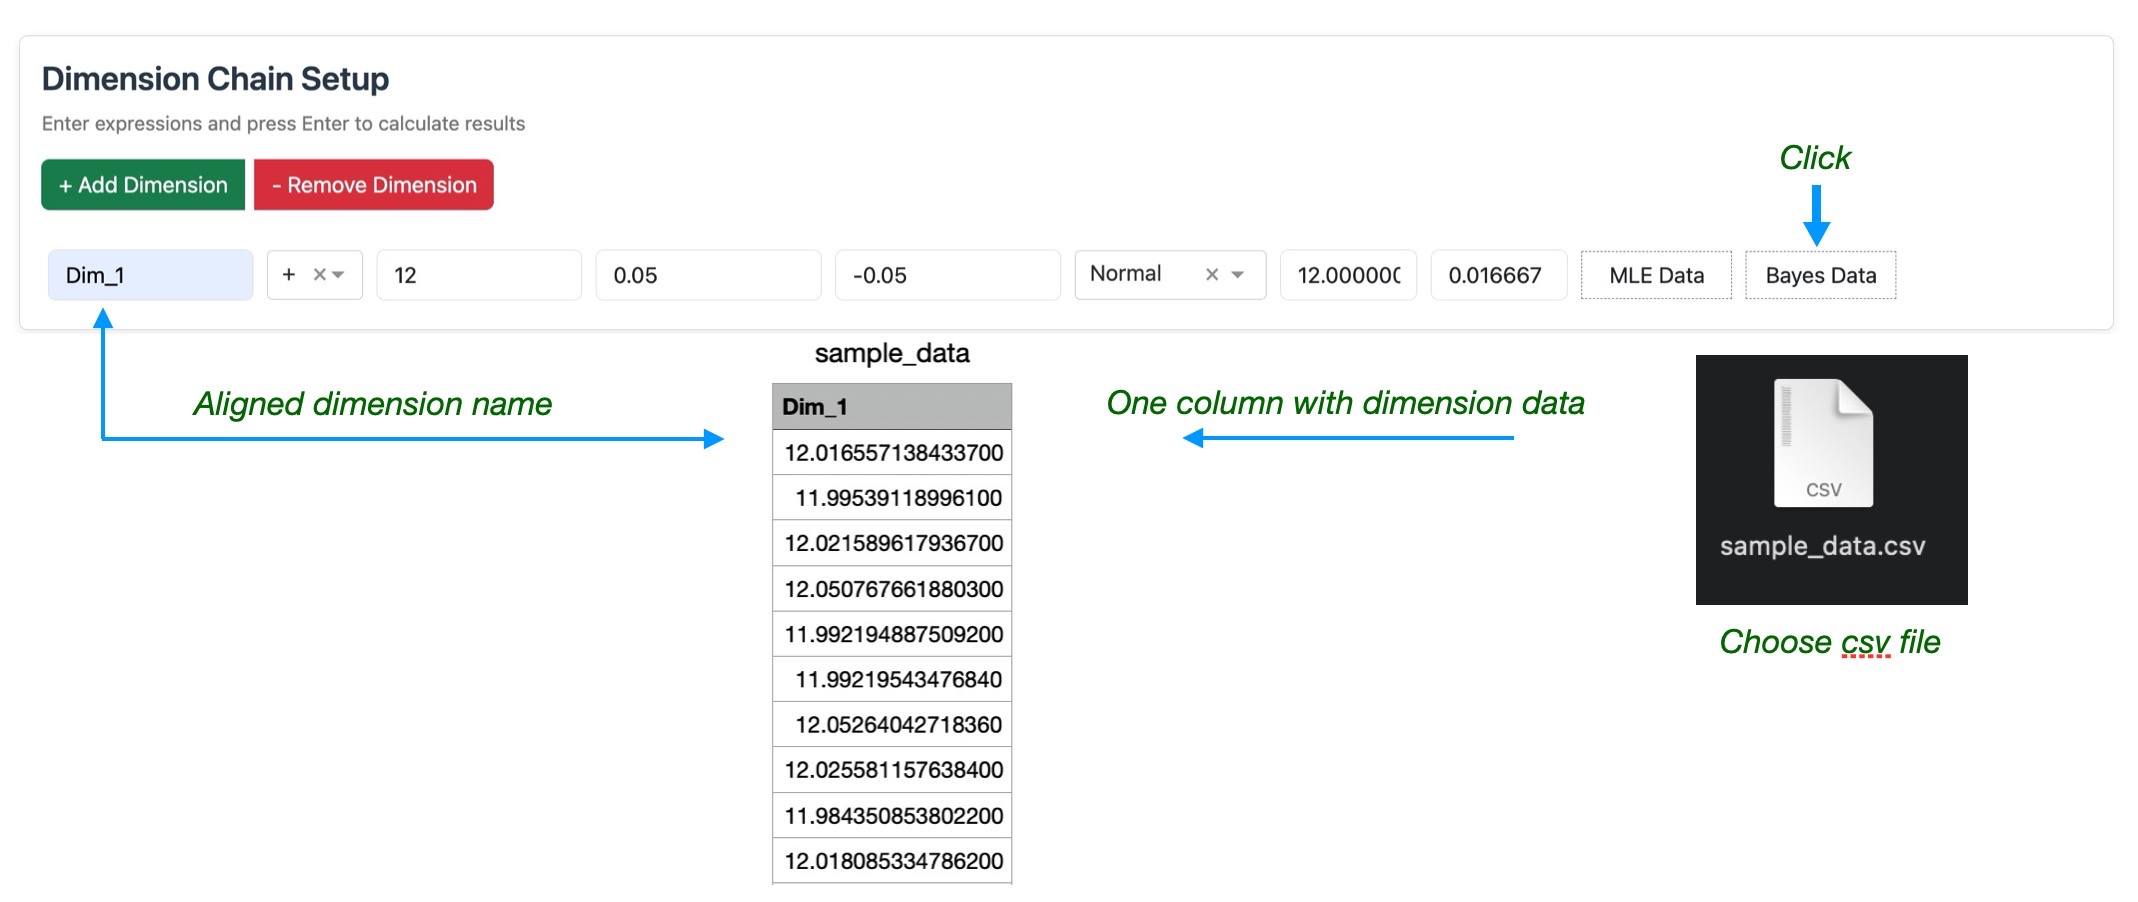 Dimension Chain Setup
Enter expressions and press Enter to calculate results
+ Add Dimension - Remove Dimension
Click
Dim_1 + × 12 0.05 -0.05 Normal × 12.000000 0.016667 MLE Data Bayes Data
sample_data
Aligned dimension name
One column with dimension data
Dim_1
12.016557138433700
11.99539118996100
12.021589617936700
12.050767661880300
11.992194887509200
11.99219543476840
12.05264042718360
12.025581157638400
11.984350853802200
12.018085334786200
CSV
sample_data.csv
Choose csv file